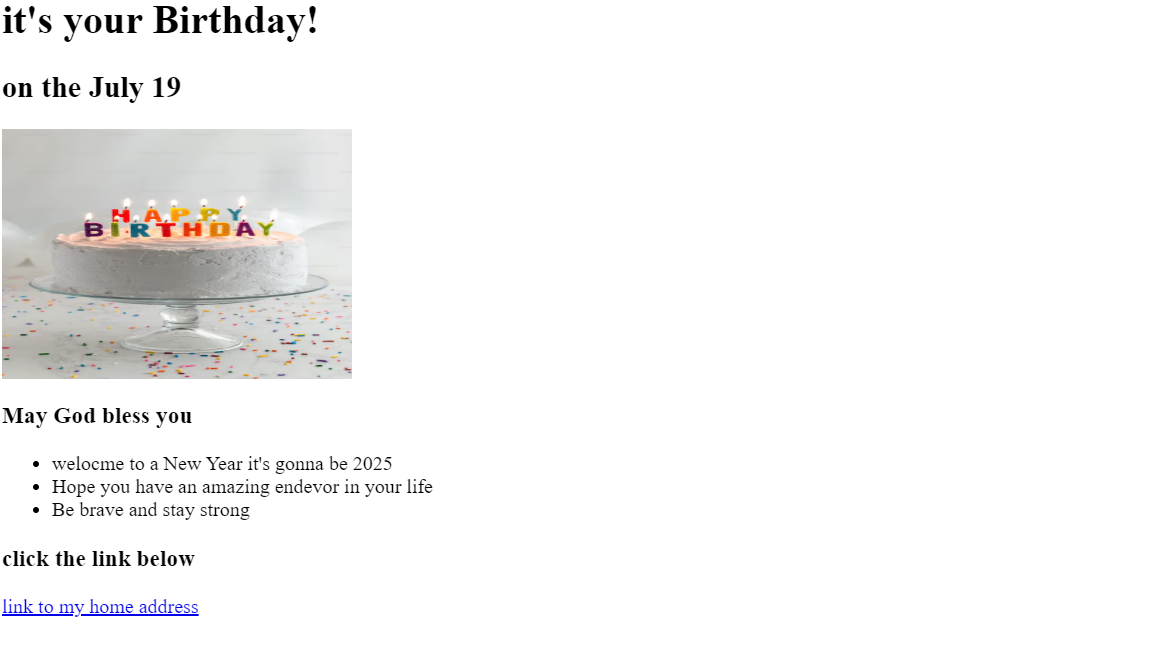 it's your Birthday!
on the July 19
HAPPY
BIRTHDAY
May God bless you
welocme to a New Year it's gonna be 2025
Hope you have an amazing endevor in your life
Be brave and stay strong
click the link below
link to my home address